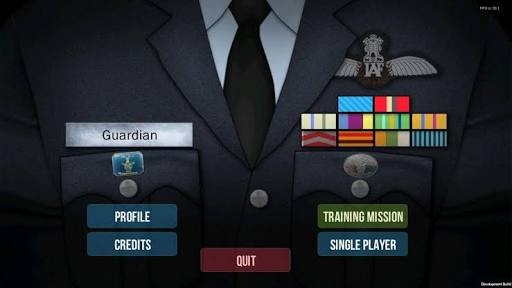 IAF
Guardian
PROFILE
TRAINING MISSION
CREDITS
SINGLE PLAYER
QUIT
Development Build